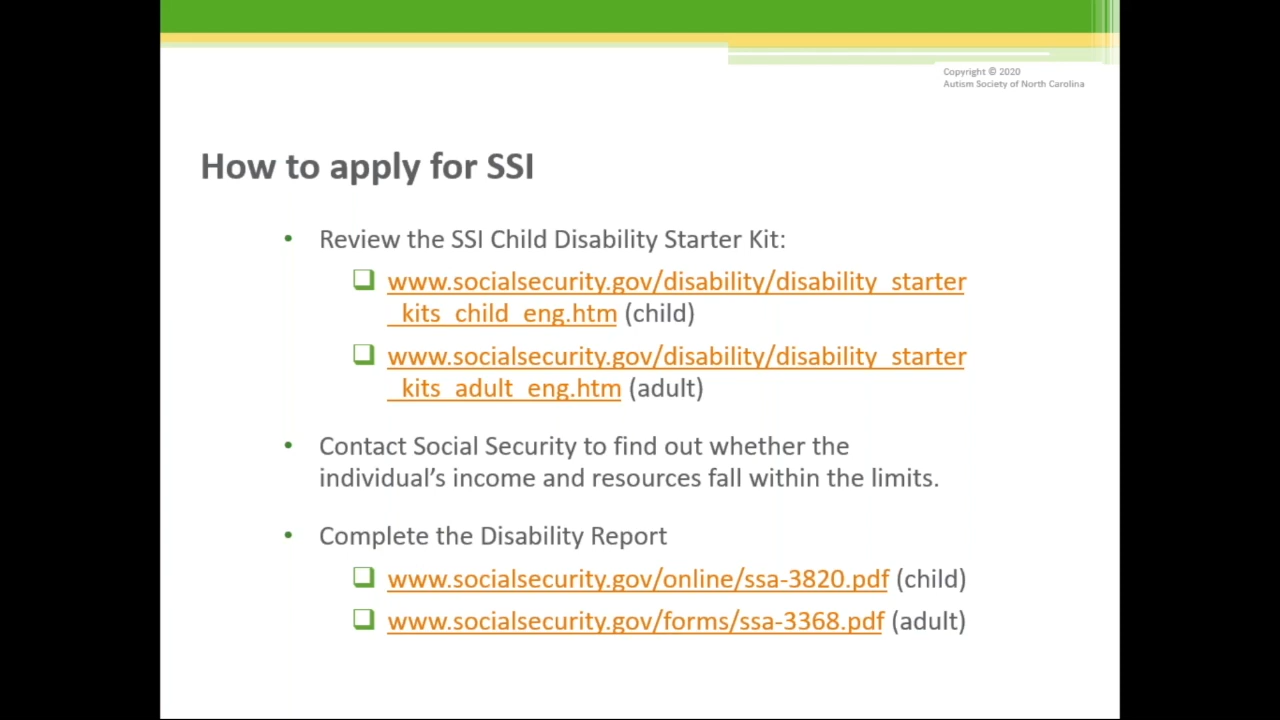 Copyright © 2020
Autism Society of North Carolina
How to apply for SSI
• Review the SSI Child Disability Starter Kit:
❑ www.socialsecurity.gov/disability/disability_starter
_kits_child_eng.htm (child)
❑ www.socialsecurity.gov/disability/disability_starter
_kits_adult_eng.htm (adult)
• Contact Social Security to find out whether the
individual’s income and resources fall within the limits.
• Complete the Disability Report
❑ www.socialsecurity.gov/online/ssa-3820.pdf (child)
❑ www.socialsecurity.gov/forms/ssa-3368.pdf (adult)